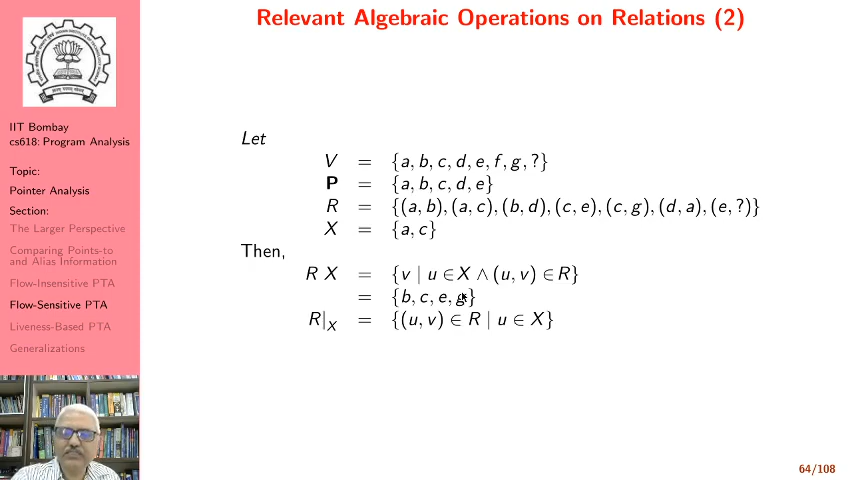 Relevant Algebraic Operations on Relations (2)
IIT Bombay
cs618: Program Analysis
Topic:
Pointer Analysis
Section:
The Larger Perspective
Comparing Points-to
and Alias Information
Flow-Insensitive PTA
Flow-Sensitive PTA
Liveness-Based PTA
Generalizations
Let
V = {a, b, c, d, e, f, g, ?}
P = {a, b, c, d, e}
R = {(a, b), (a, c), (b, d), (c, e), (c, g), (d, a), (e, ?)}
X = {a, c}
Then,
R X = {v | u ∈ X ∧ (u, v) ∈ R}
= {b, c, e, g}
R|X = {(u, v) ∈ R | u ∈ X}
64/108